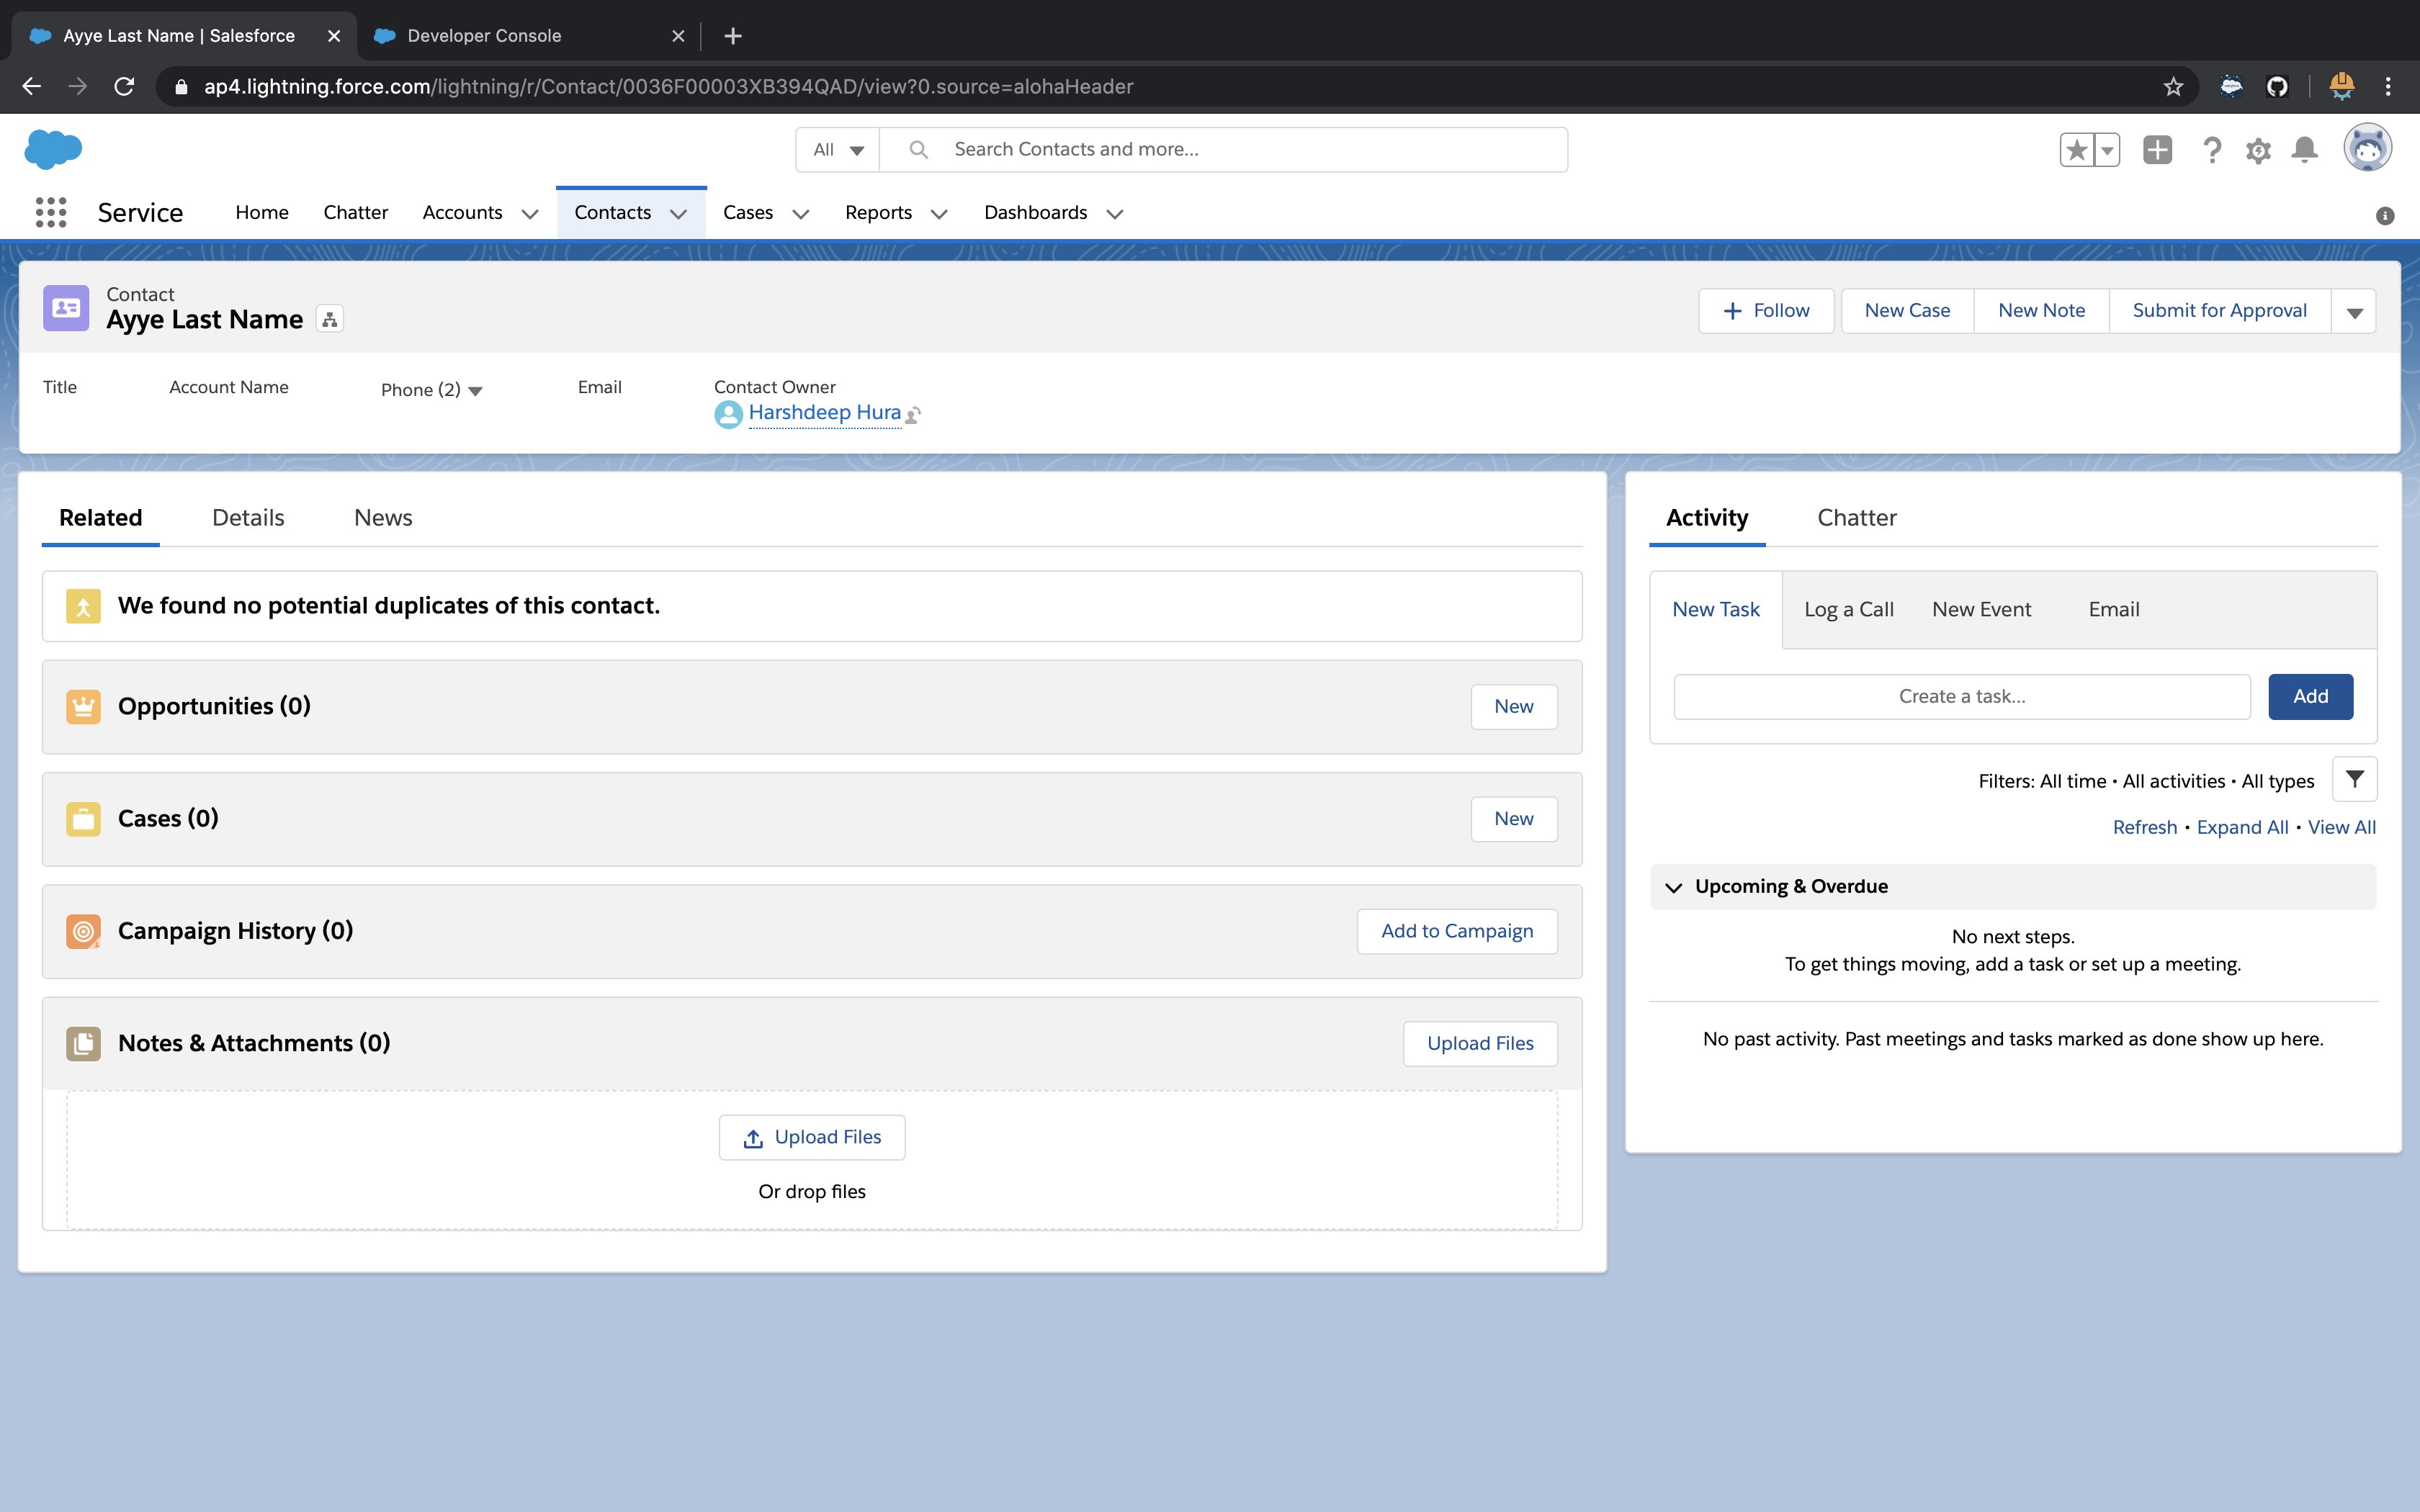 Ayye Last Name | Salesforce
Developer Console
ap4.lightning.force.com/lightning/r/Contact/0036F00003XB394QAD/view?0.source=alohaHeader
All
Search Contacts and more...
Service
Home
Chatter
Accounts
Contacts
Cases
Reports
Dashboards
Contact
Ayye Last Name
Follow
New Case
New Note
Submit for Approval
Title
Account Name
Phone (2)
Email
Contact Owner
Harshdeep Hura
Related
Details
News
We found no potential duplicates of this contact.
Opportunities (0)
New
Cases (0)
New
Campaign History (0)
Add to Campaign
Notes & Attachments (0)
Upload Files
Upload Files
Or drop files
Activity
Chatter
New Task
Log a Call
New Event
Email
Create a task...
Add
Filters: All time • All activities • All types
Refresh • Expand All • View All
Upcoming & Overdue
No next steps.
To get things moving, add a task or set up a meeting.
No past activity. Past meetings and tasks marked as done show up here.